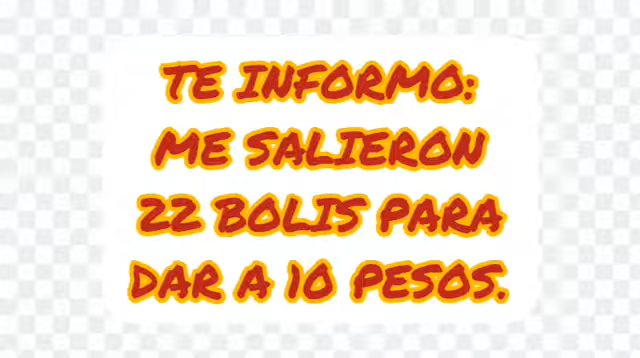 TE INFORMO:
ME SALIERON
22 BOLIS PARA
DAR A 10 PESOS.